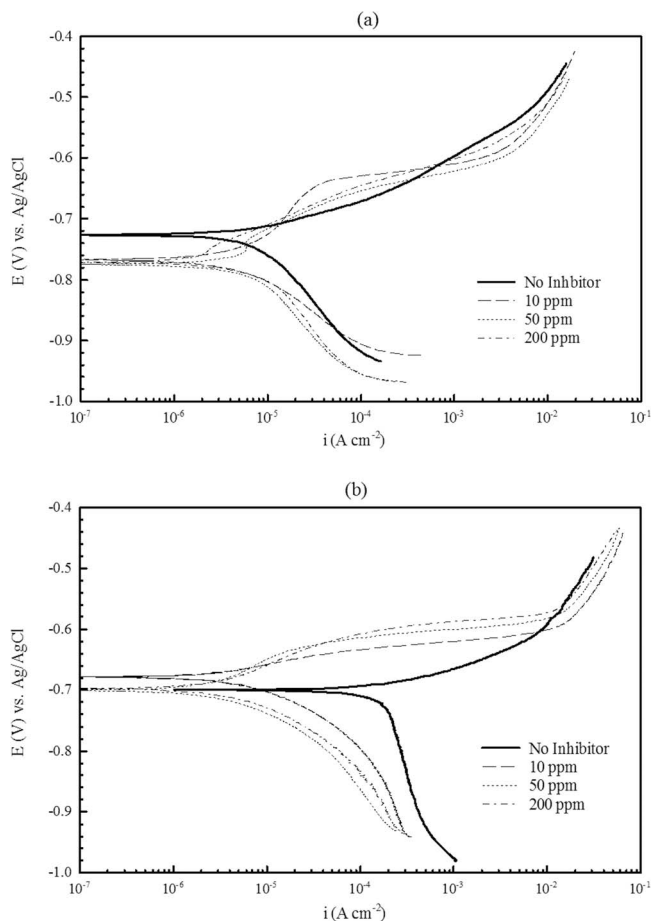 (a)
-0.4
-0.5
-0.6
-0.7
-0.8
-0.9
-1.0
E (V) vs. Ag/AgCl
No Inhbitor
10 ppm
50 ppm
200 ppm
10-7 10-6 10-5 10-4 10-3 10-2 10-1
i (A cm-2)
(b)
-0.4
-0.5
-0.6
-0.7
-0.8
-0.9
-1.0
E (V) vs. Ag/AgCl
No Inhibitor
10 ppm
50 ppm
200 ppm
10-7 10-6 10-5 10-4 10-3 10-2 10-1
i (A cm-2)